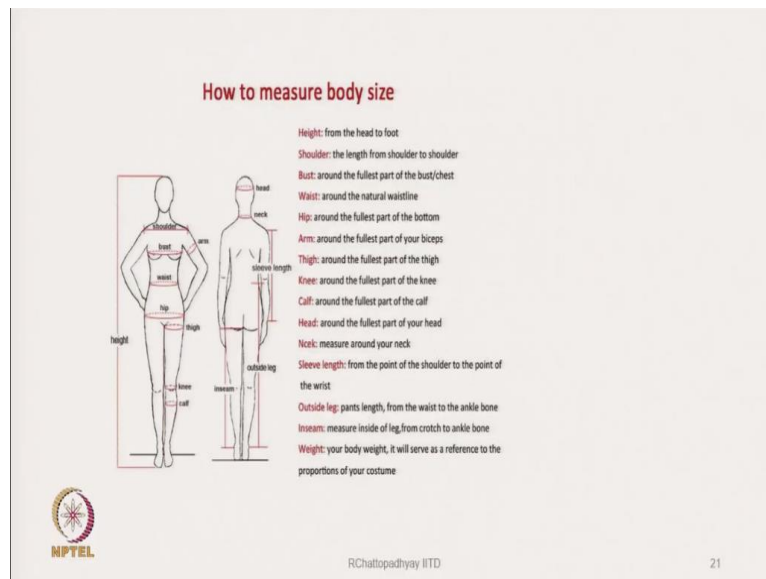 How to measure body size
Height: from the head to foot
Shoulder: the length from shoulder to shoulder
Bust: around the fullest part of the bust/chest
Waist: around the natural waistline
Hip: around the fullest part of the bottom
Arm: around the fullest part of your biceps
Thigh: around the fullest part of the thigh
Knee: around the fullest part of the knee
Calf: around the fullest part of the calf
Head: around the fullest part of your head
Ncek: measure around your neck
Sleeve length: from the point of the shoulder to the point of
the wrist
Outside leg: pants length, from the waist to the ankle bone
Inseam: measure inside of leg,from crotch to ankle bone
Weight: your body weight, it will serve as a reference to the
proportions of your costume
head
neck
shoulder
arm
bust
sleeve length
waist
hip
thigh
height
outside leg
knee
inseam
calf
NPTEL
RChattopadhyay IITD
21